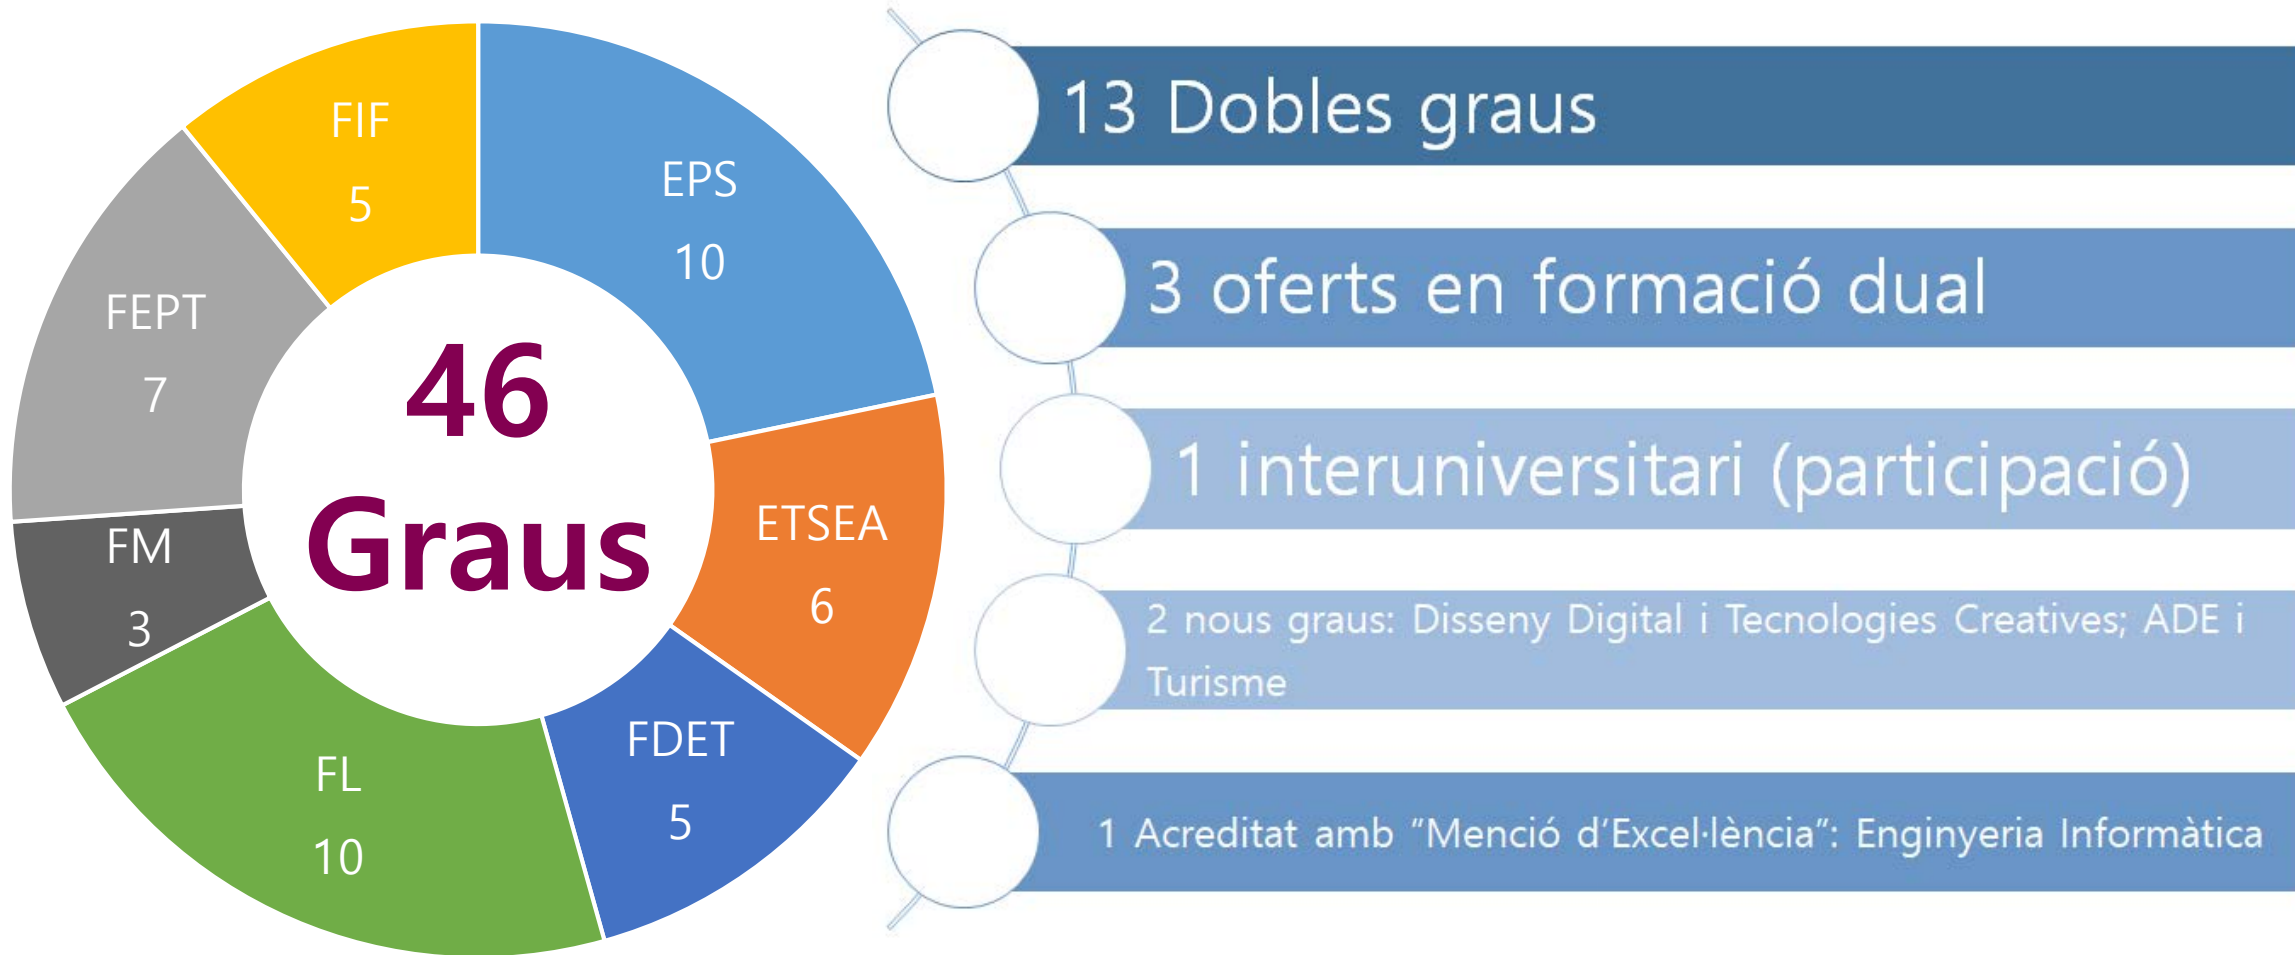 FIF
5
EPS
10
FEPT
7
46
Graus
ETSEA
6
FM
3
FDET
5
FL
10
13 Dobles graus
3 oferts en formació dual
1 interuniversitari (participació)
2 nous graus: Disseny Digital i Tecnologies Creatives; ADE i
Turisme
1 Acreditat amb "Menció d'Excel·lència": Enginyeria Informàtica